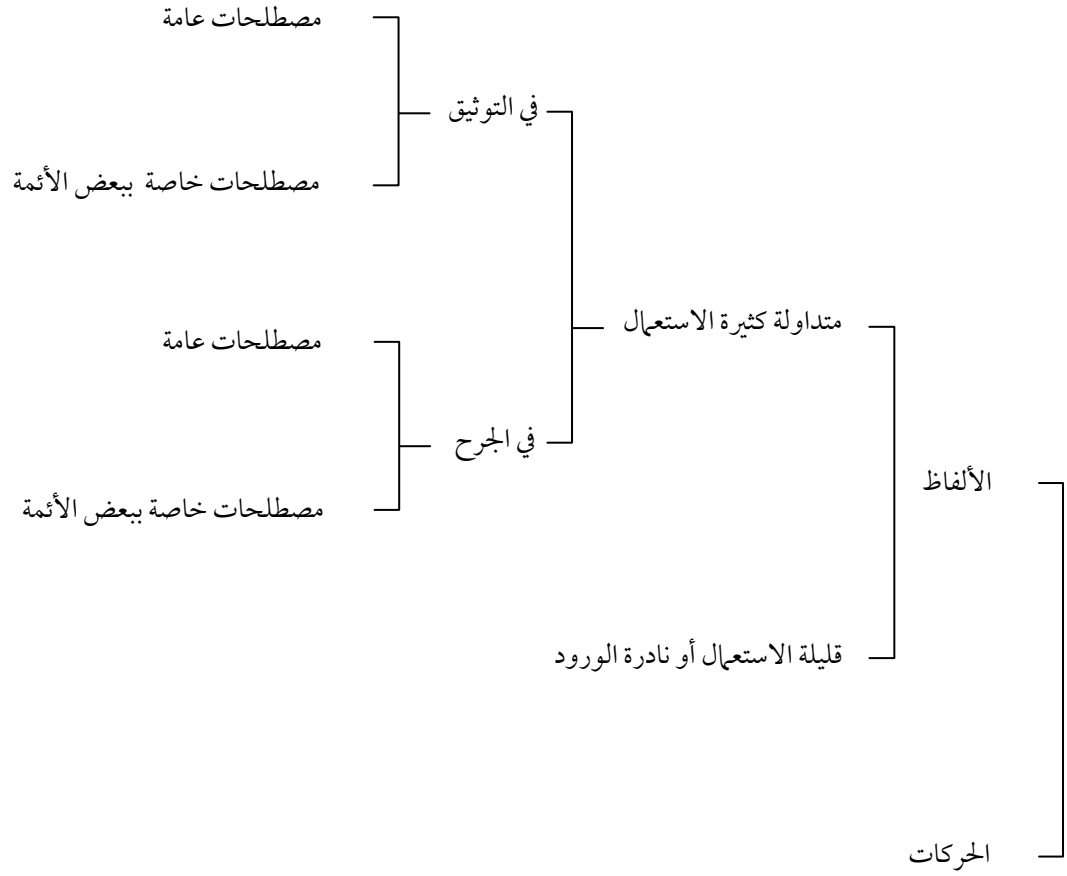 مصطلحات عامة
في التوثيق
مصطلحات خاصة ببعض الأئمة
متداولة كثيرة الاستعمال
مصطلحات عامة
في الجرح
الألفاظ
مصطلحات خاصة ببعض الأئمة
قليلة الاستعمال أو نادرة الورود
الحركات